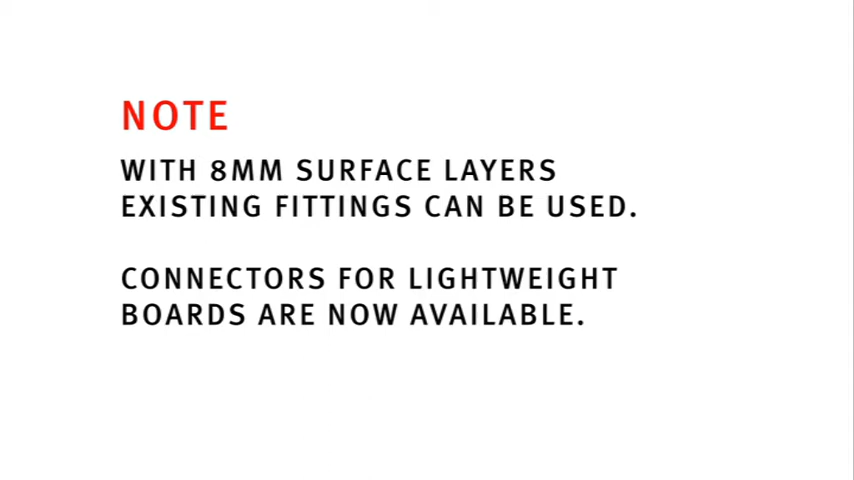 NOTE
WITH 8MM SURFACE LAYERS
EXISTING FITTINGS CAN BE USED.
CONNECTORS FOR LIGHTWEIGHT
BOARDS ARE NOW AVAILABLE.